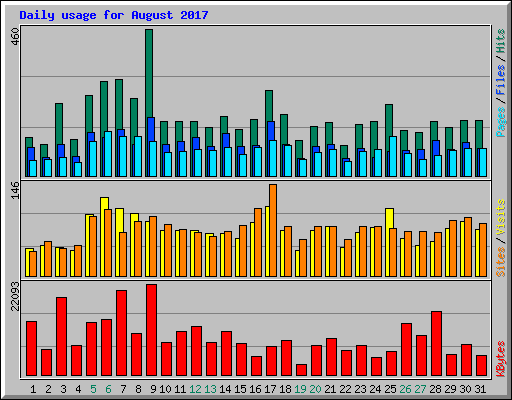 Daily usage for August 2017
460
Pages / Files / Hits
146
Sites / Visits
22093
KBytes
1 2 3 4 5 6 7 8 9 10 11 12 13 14 15 16 17 18 19 20 21 22 23 24 25 26 27 28 29 30 31